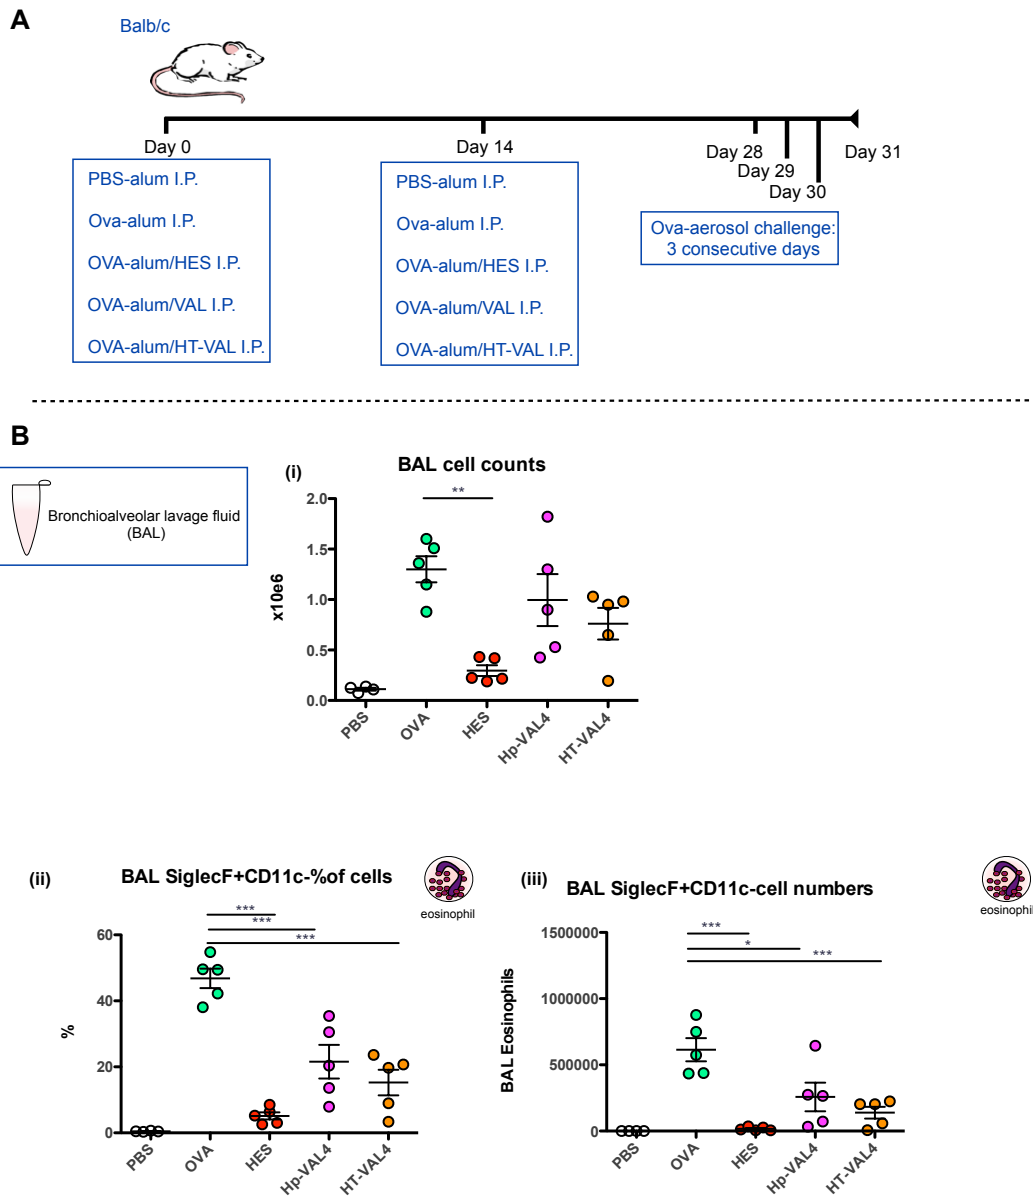 A
Balb/c
Day 0
Day 14
Day 28
Day 29
Day 30
Day 31
PBS-alum I.P.
Ova-alum I.P.
OVA-alum/HES I.P.
OVA-alum/VAL I.P.
OVA-alum/HT-VAL I.P.
PBS-alum I.P.
Ova-alum I.P.
OVA-alum/HES I.P.
OVA-alum/VAL I.P.
OVA-alum/HT-VAL I.P.
Ova-aerosol challenge:
3 consecutive days
B
Bronchioalveolar lavage fluid
(BAL)
(i)
BAL cell counts
**
x10e6
2.0
1.5
1.0
0.5
0.0
PBS
OVA
HES
Hp-VAL4
HT-VAL4
(ii)
BAL SiglecF+CD11c-%of cells
eosinophil
***
***
***
%
60
40
20
0
PBS
OVA
HES
Hp-VAL4
HT-VAL4
(iii)
BAL SiglecF+CD11c-cell numbers
eosinophil
***
*
***
BAL Eosinophils
1500000
1000000
500000
0
PBS
OVA
HES
Hp-VAL4
HT-VAL4